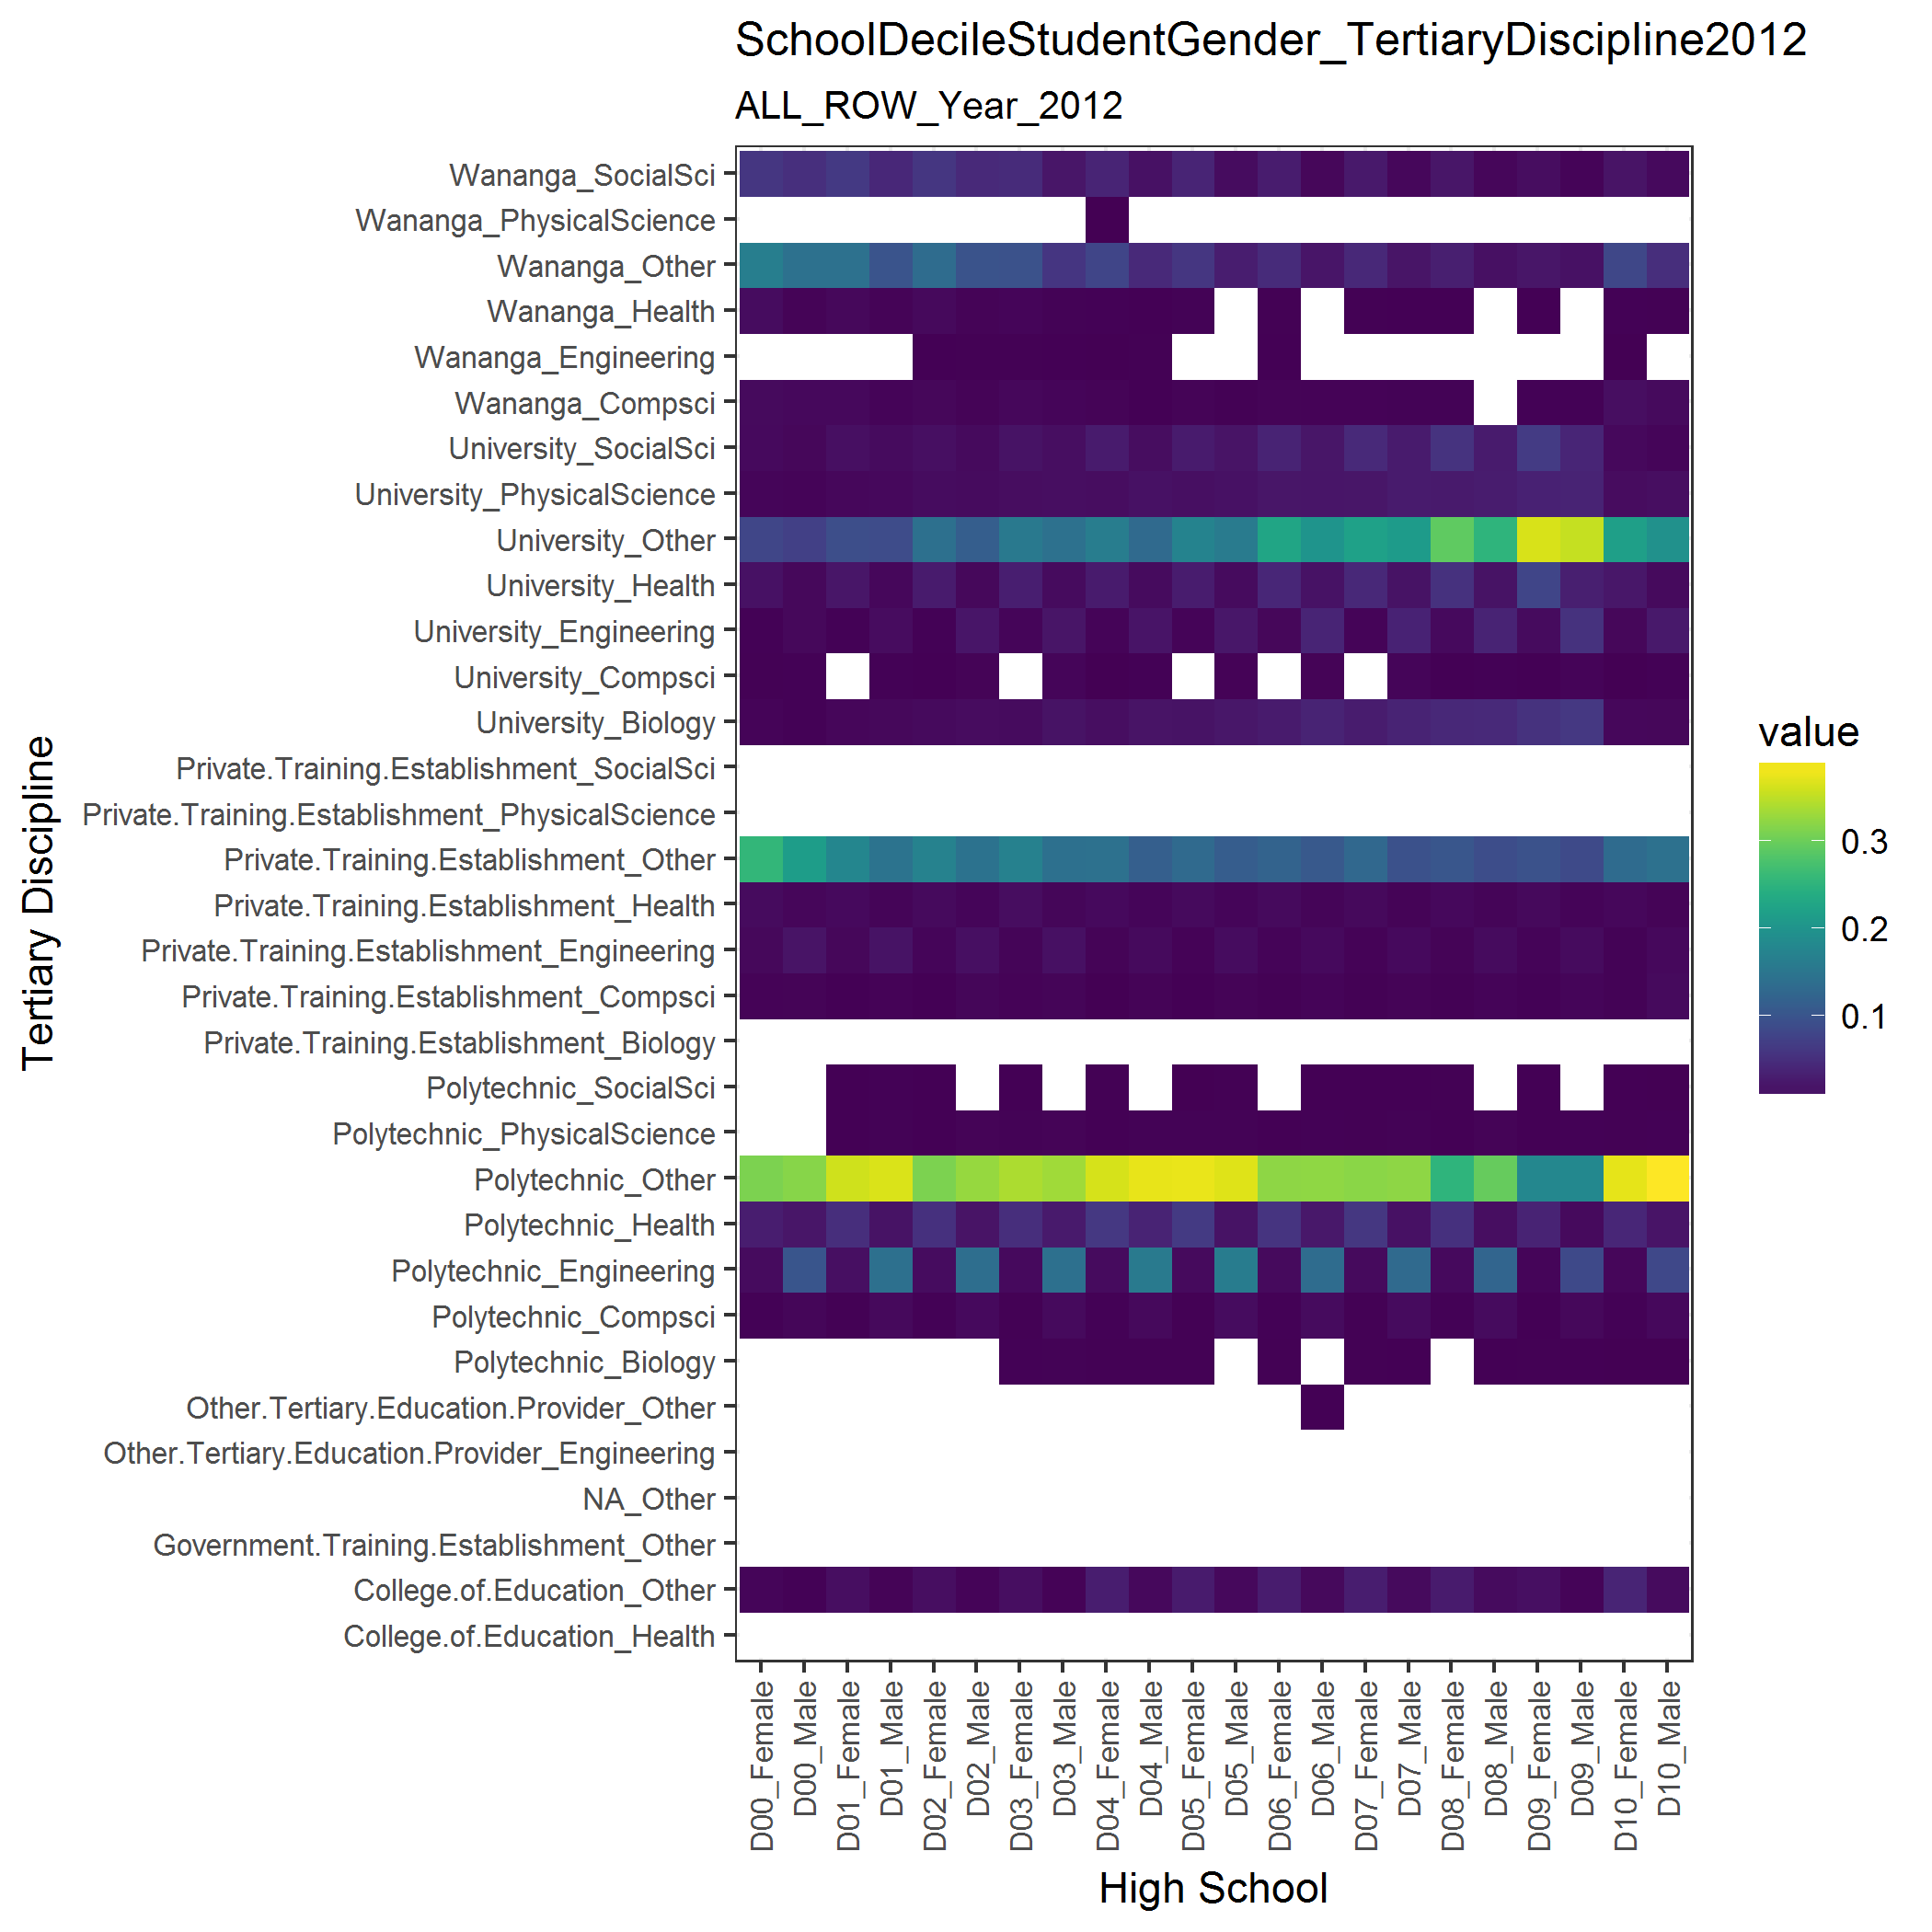 SchoolDecileStudentGender_TertiaryDiscipline2012
ALL_ROW_Year_2012
Tertiary Discipline
Wananga_SocialSci
Wananga_PhysicalScience
Wananga_Other
Wananga_Health
Wananga_Engineering
Wananga_Compsci
University_SocialSci
University_PhysicalScience
University_Other
University_Health
University_Engineering
University_Compsci
University_Biology
Private.Training.Establishment_SocialSci
Private.Training.Establishment_PhysicalScience
Private.Training.Establishment_Other
Private.Training.Establishment_Health
Private.Training.Establishment_Engineering
Private.Training.Establishment_Compsci
Private.Training.Establishment_Biology
Polytechnic_SocialSci
Polytechnic_PhysicalScience
Polytechnic_Other
Polytechnic_Health
Polytechnic_Engineering
Polytechnic_Compsci
Polytechnic_Biology
Other.Tertiary.Education.Provider_Other
Other.Tertiary.Education.Provider_Engineering
NA_Other
Government.Training.Establishment_Other
College.of.Education_Other
College.of.Education_Health
D00_Female
D00_Male
D01_Female
D01_Male
D02_Female
D02_Male
D03_Female
D03_Male
D04_Female
D04_Male
D05_Female
D05_Male
D06_Female
D06_Male
D07_Female
D07_Male
D08_Female
D08_Male
D09_Female
D09_Male
D10_Female
D10_Male
High School
value
0.3
0.2
0.1